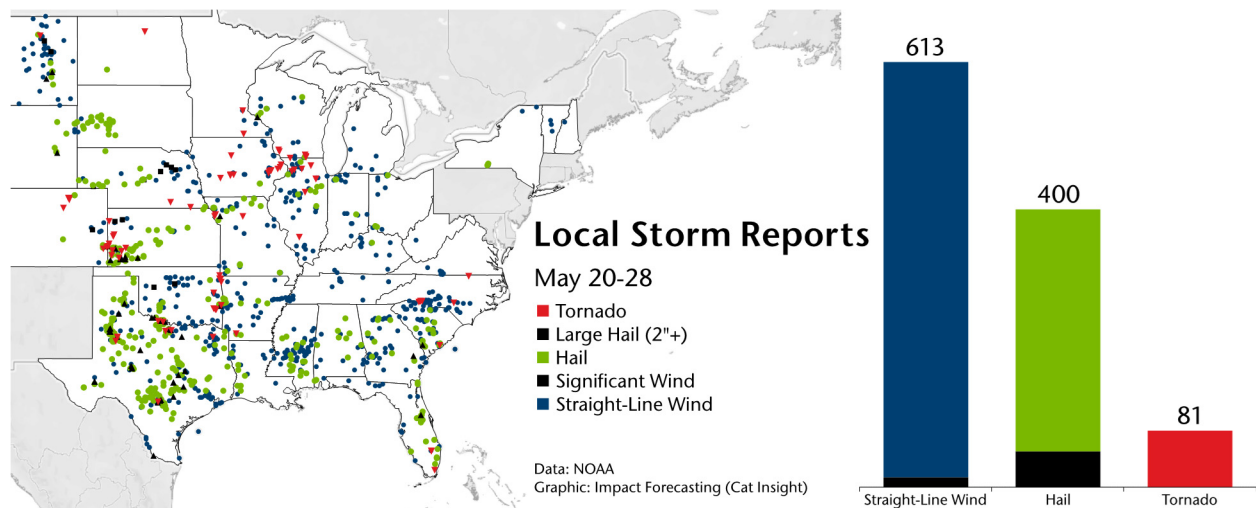 Local Storm Reports
May 20-28
Tornado
Large Hail (2"+)
Hail
Significant Wind
Straight-Line Wind
Data: NOAA
Graphic: Impact Forecasting (Cat Insight)
613
400
81
Straight-Line Wind
Hail
Tornado